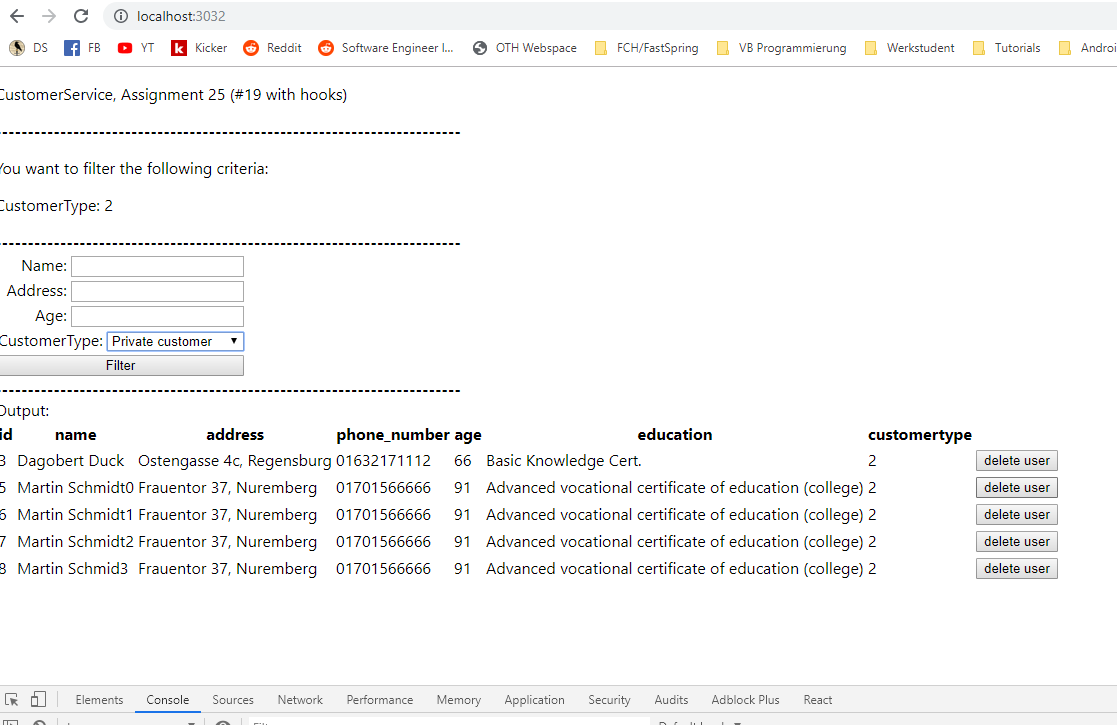 localhost:3032
DS FB YT Kicker Reddit Software Engineer I... OTH Webspace FCH/FastSpring VB Programmierung Werkstudent Tutorials Androi
CustomerService, Assignment 25 (#19 with hooks)
----------------------------------------------------------------------
You want to filter the following criteria:
CustomerType: 2
----------------------------------------------------------------------
Name:
Address:
Age:
CustomerType: Private customer
Filter
----------------------------------------------------------------------
Output:
id name address phone_number age education customertype
3 Dagobert Duck Ostengasse 4c, Regensburg 01632171112 66 Basic Knowledge Cert. 2 delete user
5 Martin Schmidt0 Frauentor 37, Nuremberg 01701566666 91 Advanced vocational certificate of education (college) 2 delete user
6 Martin Schmidt1 Frauentor 37, Nuremberg 01701566666 91 Advanced vocational certificate of education (college) 2 delete user
7 Martin Schmidt2 Frauentor 37, Nuremberg 01701566666 91 Advanced vocational certificate of education (college) 2 delete user
8 Martin Schmid3 Frauentor 37, Nuremberg 01701566666 91 Advanced vocational certificate of education (college) 2 delete user
Elements Console Sources Network Performance Memory Application Security Audits Adblock Plus React